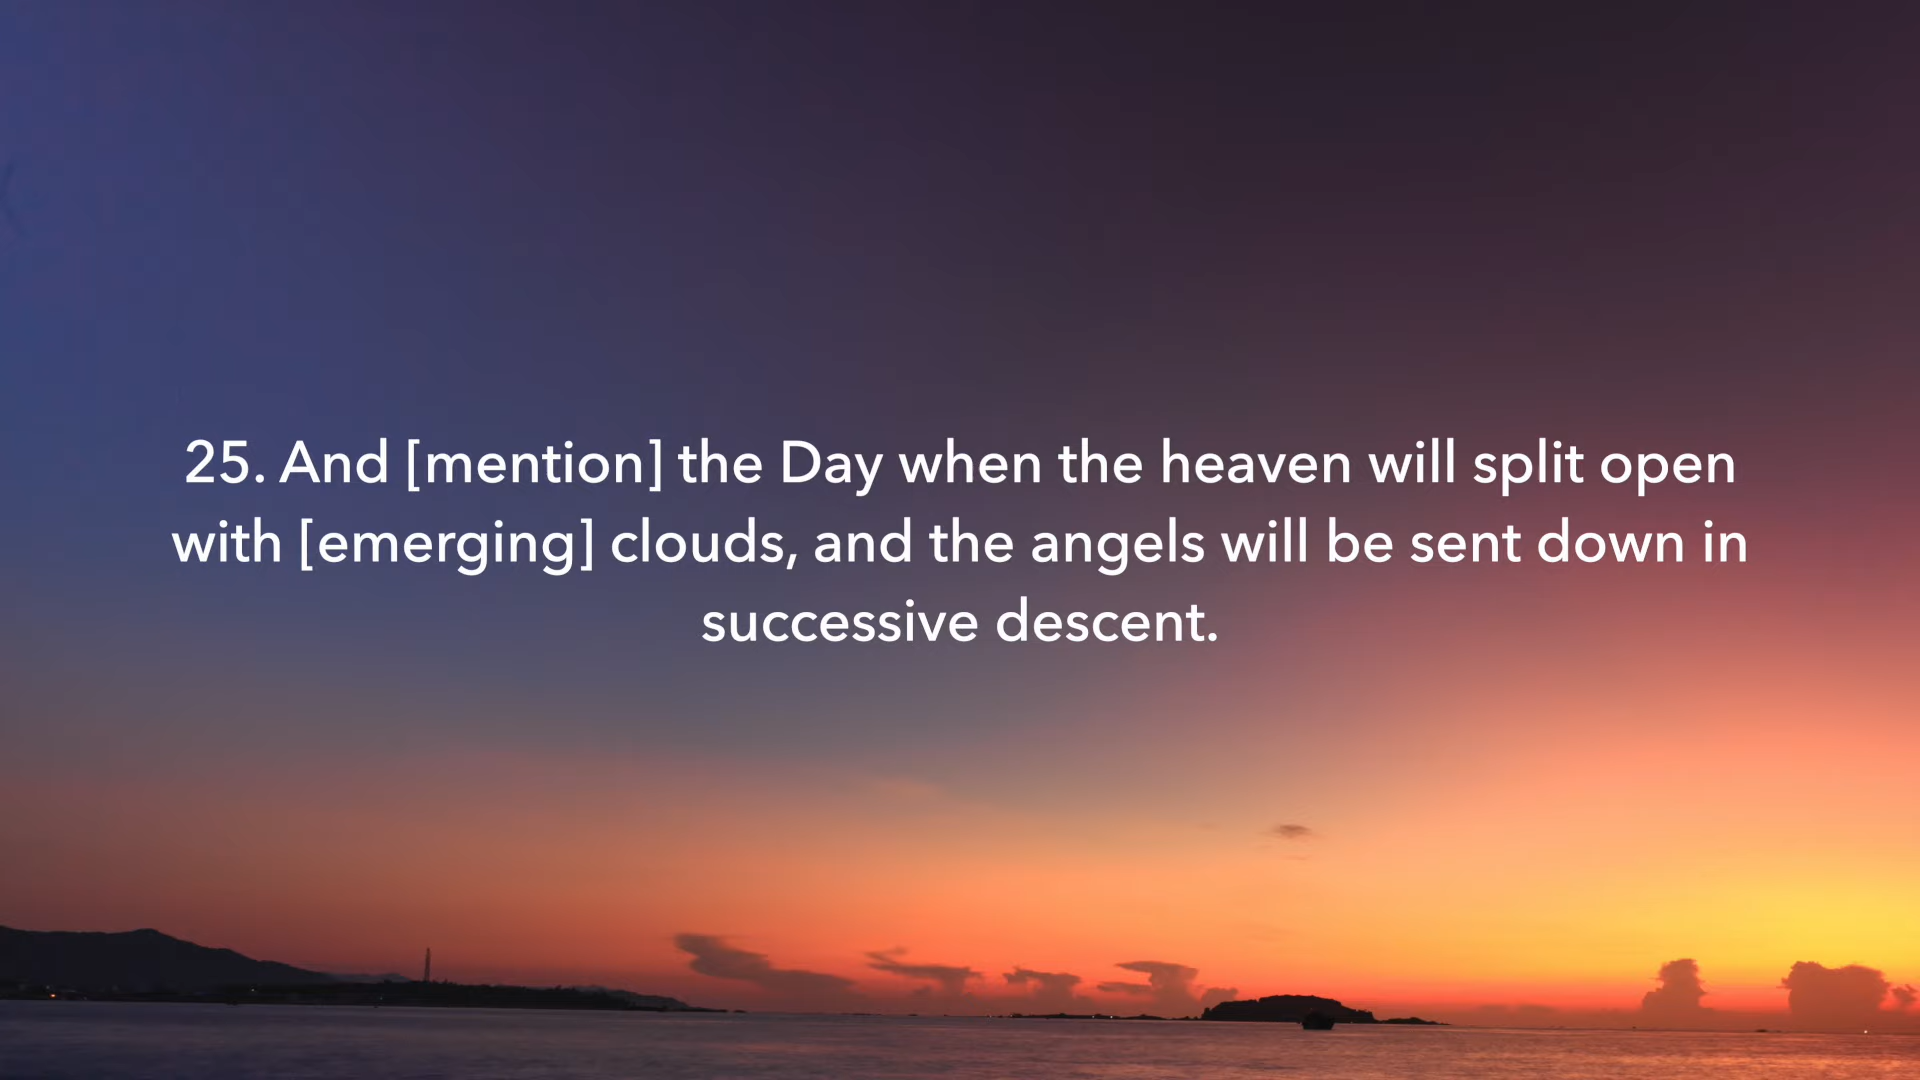 25. And [mention] the Day when the heaven will split open
with [emerging] clouds, and the angels will be sent down in
successive descent.